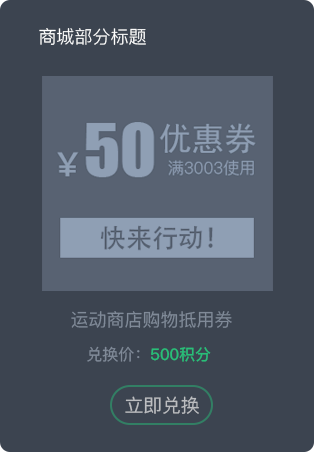 商城部分标题
¥50优惠券
满3003使用
快来行动！
运动商店购物抵用券
兑换价：500积分
立即兑换